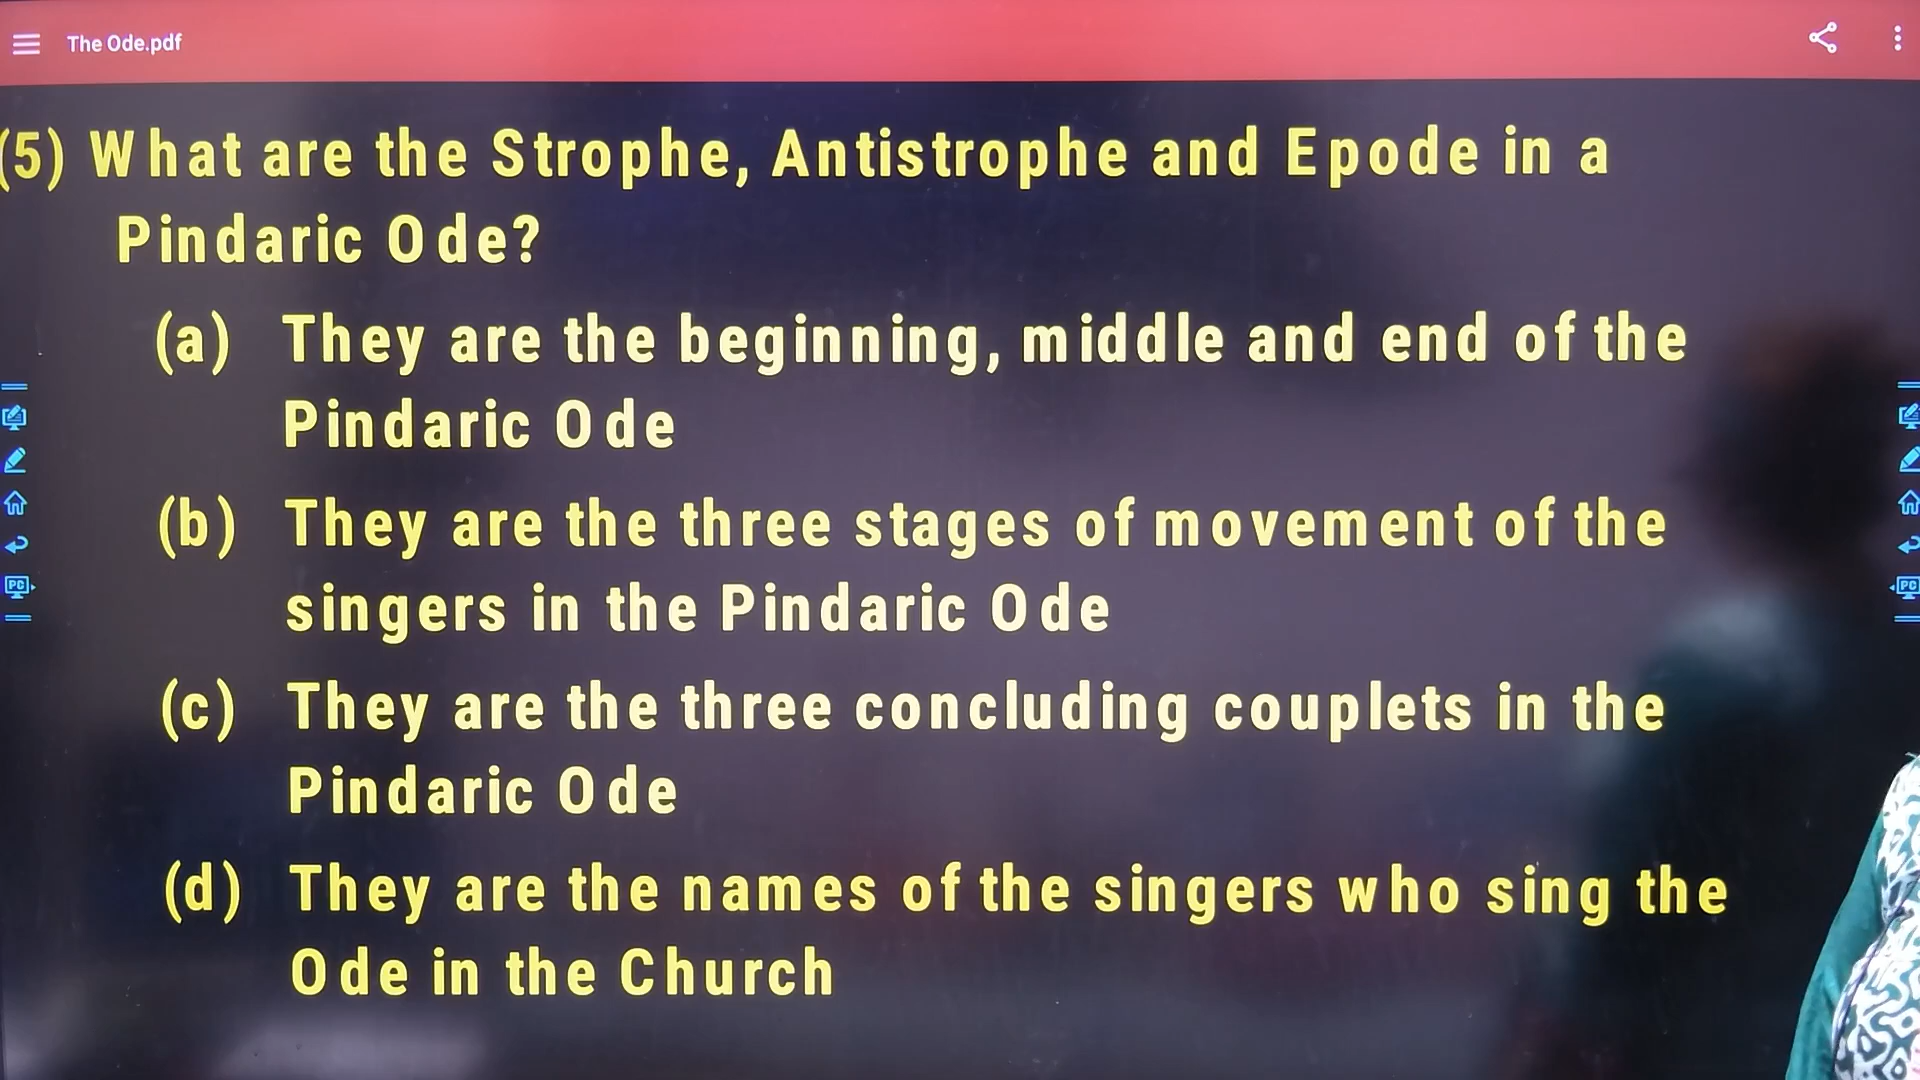 The Ode.pdf
(5) What are the Strophe, Antistrophe and Epode in a
Pindaric Ode?
(a) They are the beginning, middle and end of the
Pindaric Ode
(b) They are the three stages of movement of the
singers in the Pindaric Ode
(c) They are the three concluding couplets in the
Pindaric Ode
(d) They are the names of the singers who sing the
Ode in the Church
PC
PC